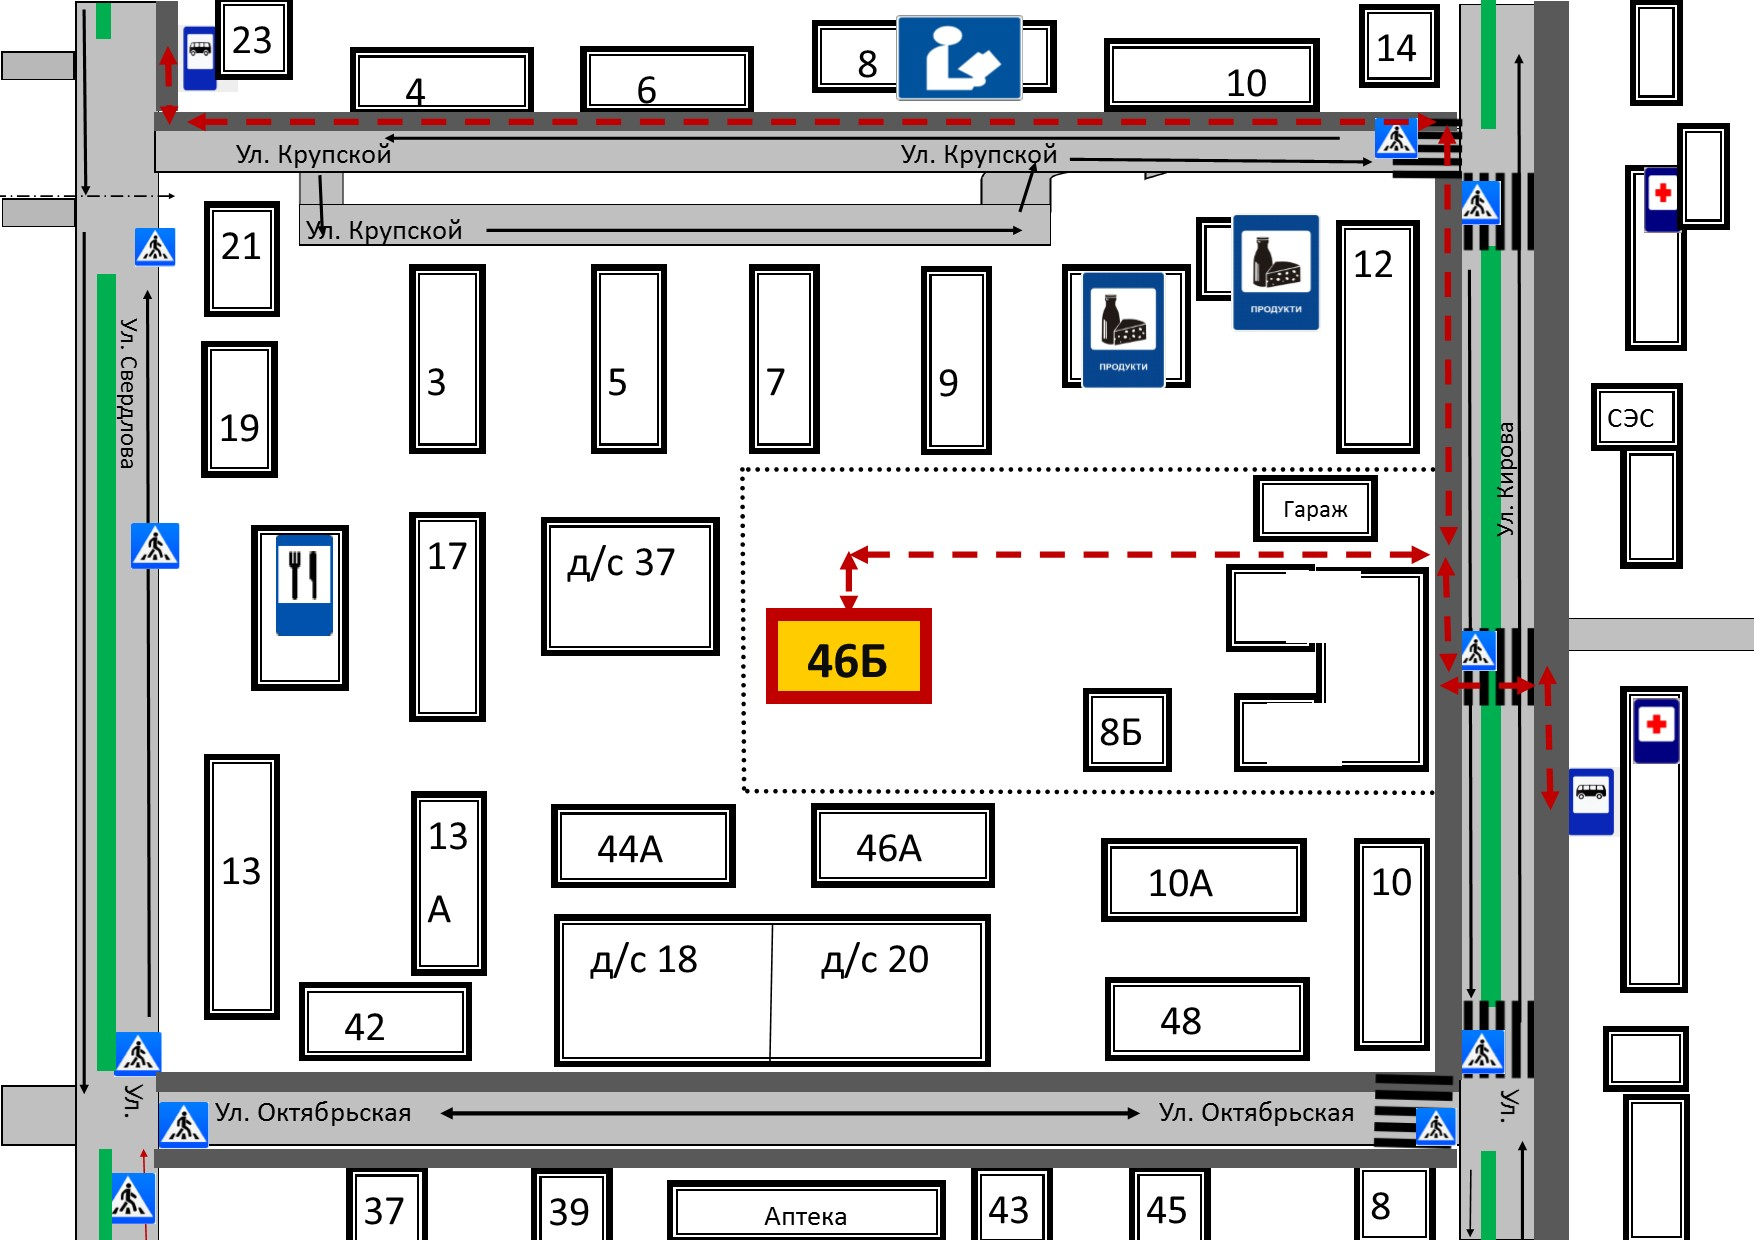 23
4
6
8
10
14
Ул. Крупской
Ул. Крупской
Ул. Крупской
21
3
5
7
9
ПРОДУКТИ
ПРОДУКТИ
12
Ул. Свердлова
19
СЭС
Ул. Кирова
Гараж
17
д/с 37
46Б
8Б
13
13
А
44А
46А
10А
10
д/с 18
д/с 20
42
48
Ул.
Ул. Октябрьская
Ул. Октябрьская
Ул.
37
39
Аптека
43
45
8